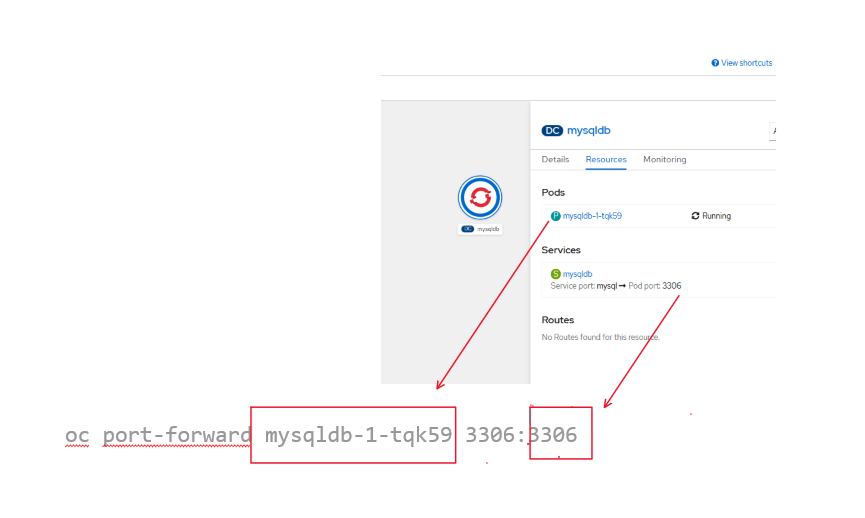 View shortcuts
DC mysqldb
Details Resources Monitoring
Pods
P mysqldb-1-tqk59 Running
DC mysqldb
Services
S mysqldb
Service port: mysql → Pod port: 3306
Routes
No Routes found for this resource.
oc port-forward mysqldb-1-tqk59 3306:3306